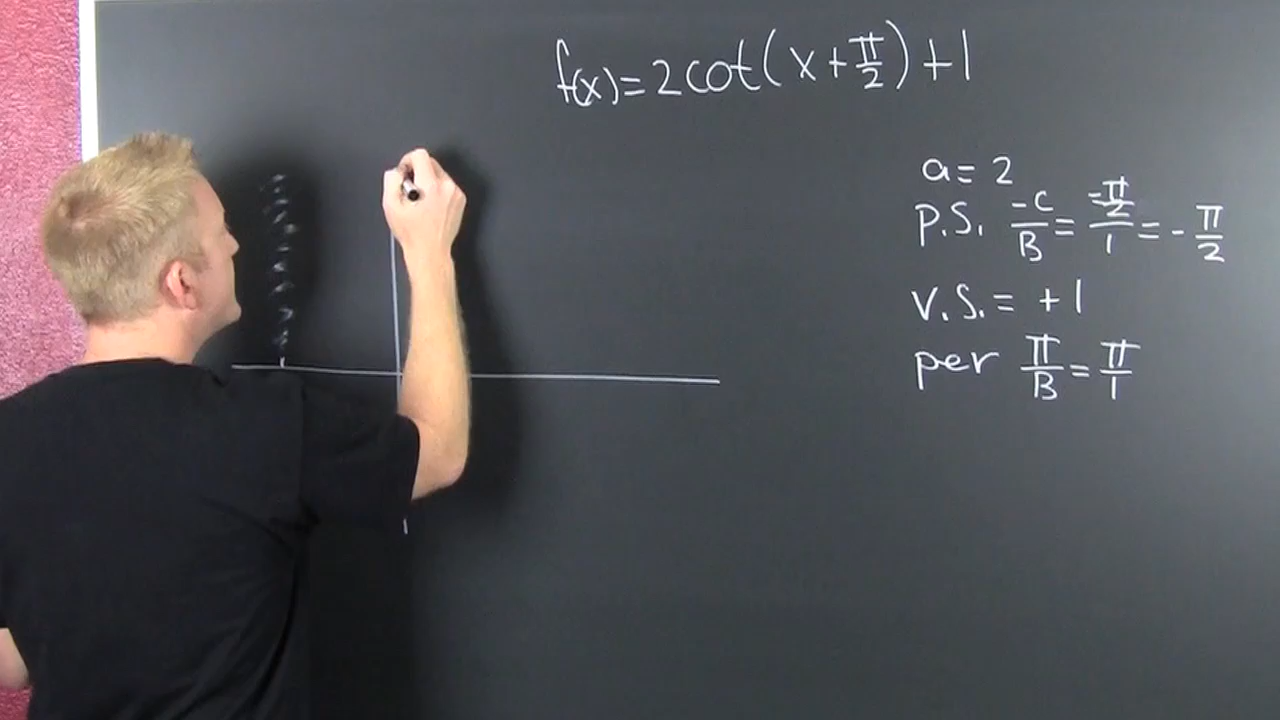 f(x)=2cot(x+π/2)+1
a=2
P.S. -C/B = (-π/2)/1 = -π/2
V.S.= +1
per π/B = π/1